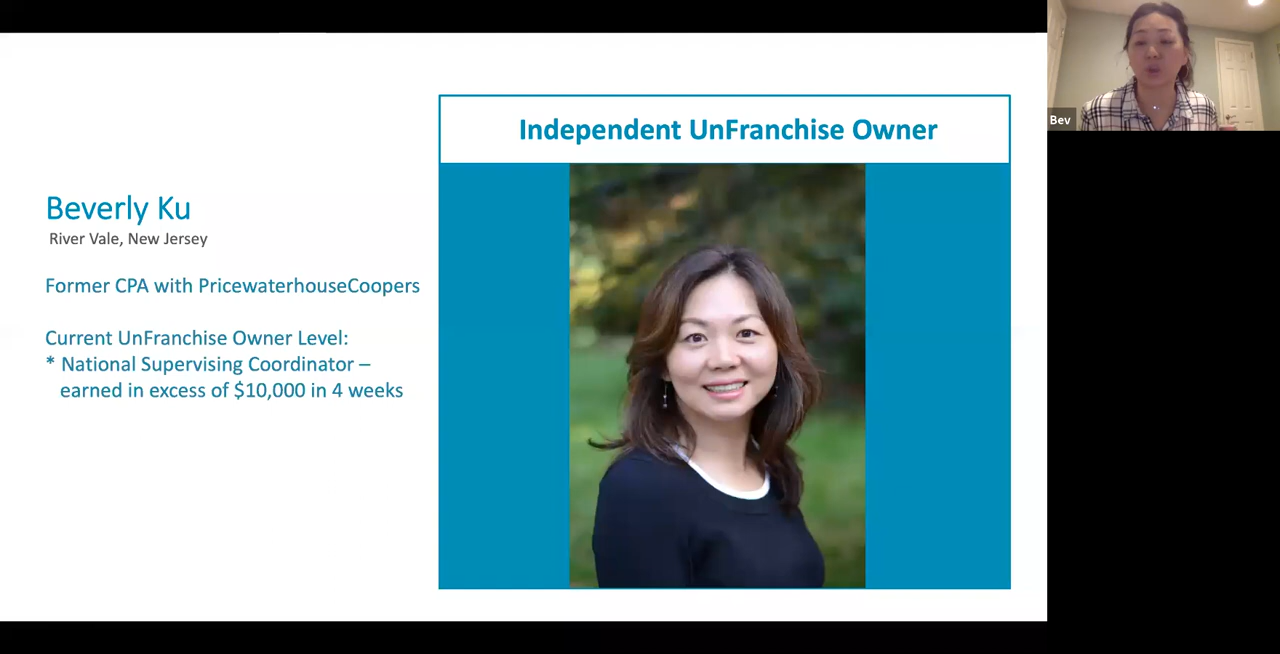 Independent UnFranchise Owner
Beverly Ku
River Vale, New Jersey
Former CPA with PricewaterhouseCoopers
Current UnFranchise Owner Level:
* National Supervising Coordinator –
earned in excess of $10,000 in 4 weeks
Bev